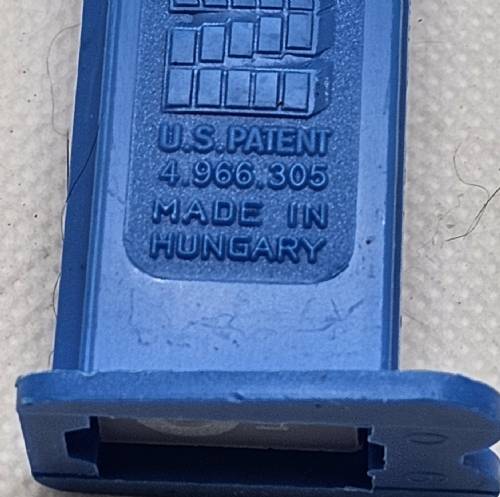 U.S. PATENT
4.966.305
MADE IN
HUNGARY